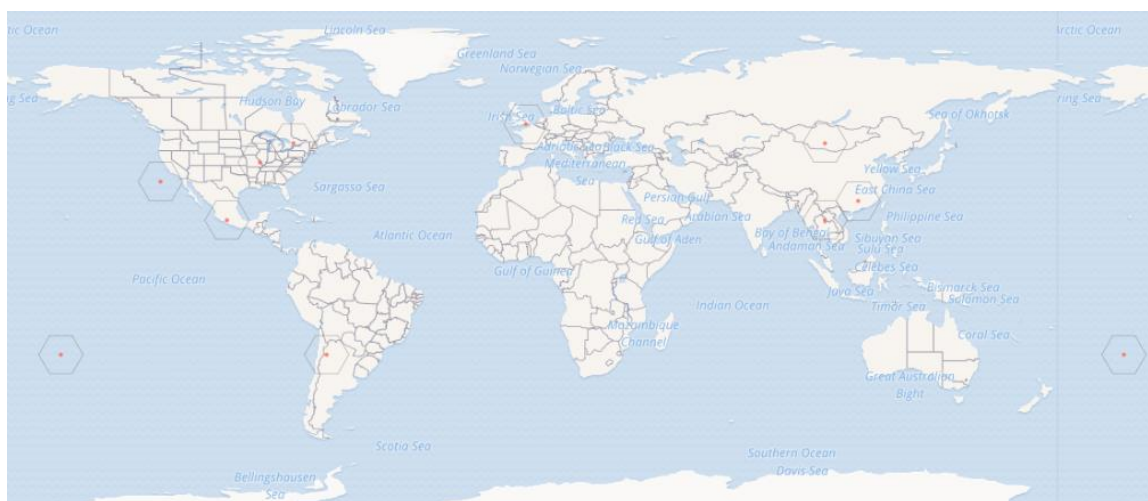 tic Ocean
Lincoln Sea
Arctic Ocean
Greenland Sea
Norwegian Sea
ng Sea
Hudson Bay
Labrador Sea
ring Sea
Baltic Sea
Irish Sea
Sea of Okhotsk
Adriatic Sea
Black Sea
Mediterranean
Sea
Yellow Sea
Sargasso Sea
Persian Gulf
East China Sea
Red Sea
Arabian Sea
Philippine Sea
Atlantic Ocean
Gulf of Aden
Bay of Bengal
Andaman Sea
Sibuyan Sea
Sulu Sea
Gulf of Guinea
Celebes Sea
Pacific Ocean
Java Sea
Bismarck Sea
Solomon Sea
Indian Ocean
Timor Sea
Mozambique
Channel
Coral Sea
Great Australian
Bight
Scotia Sea
Southern Ocean
Davis Sea
Bellingshausen
Sea